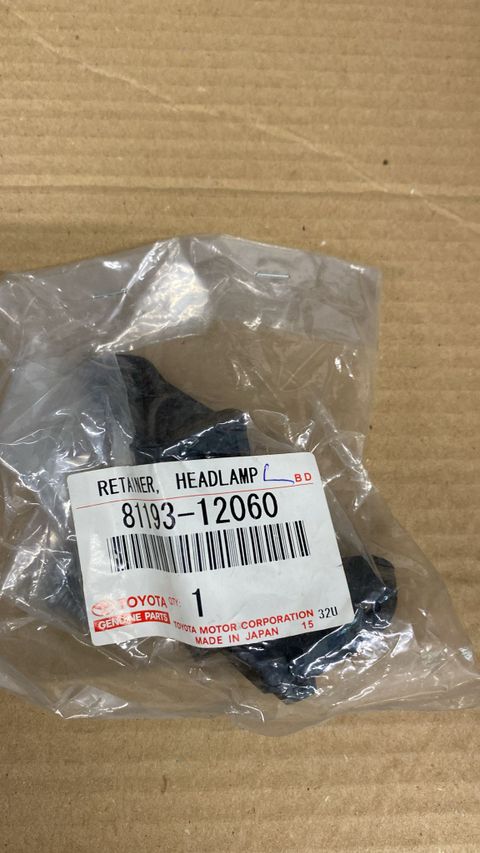 RETAINER, HEADLAMP L BD
81193-12060
TOYOTA QTY: 1
GENUINE PARTS
TOYOTA MOTOR CORPORATION 32U
MADE IN JAPAN 15